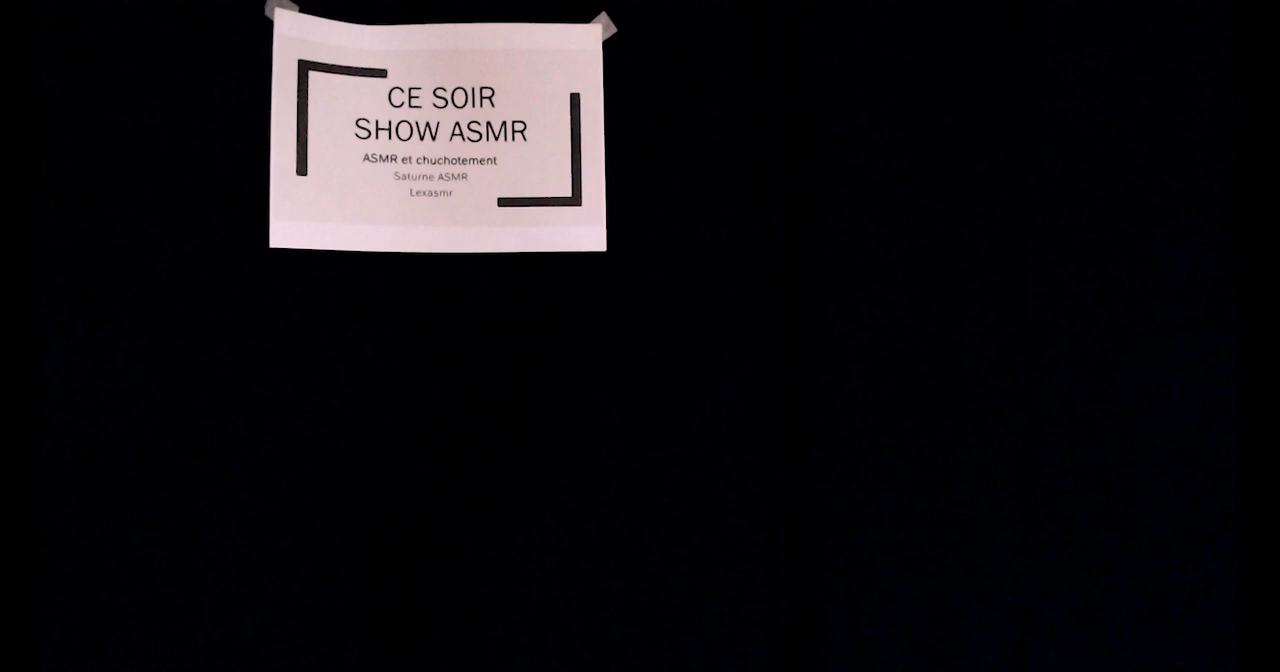 CE SOIR
SHOW ASMR
ASMR et chuchotement
Saturne ASMR
Lexasmr